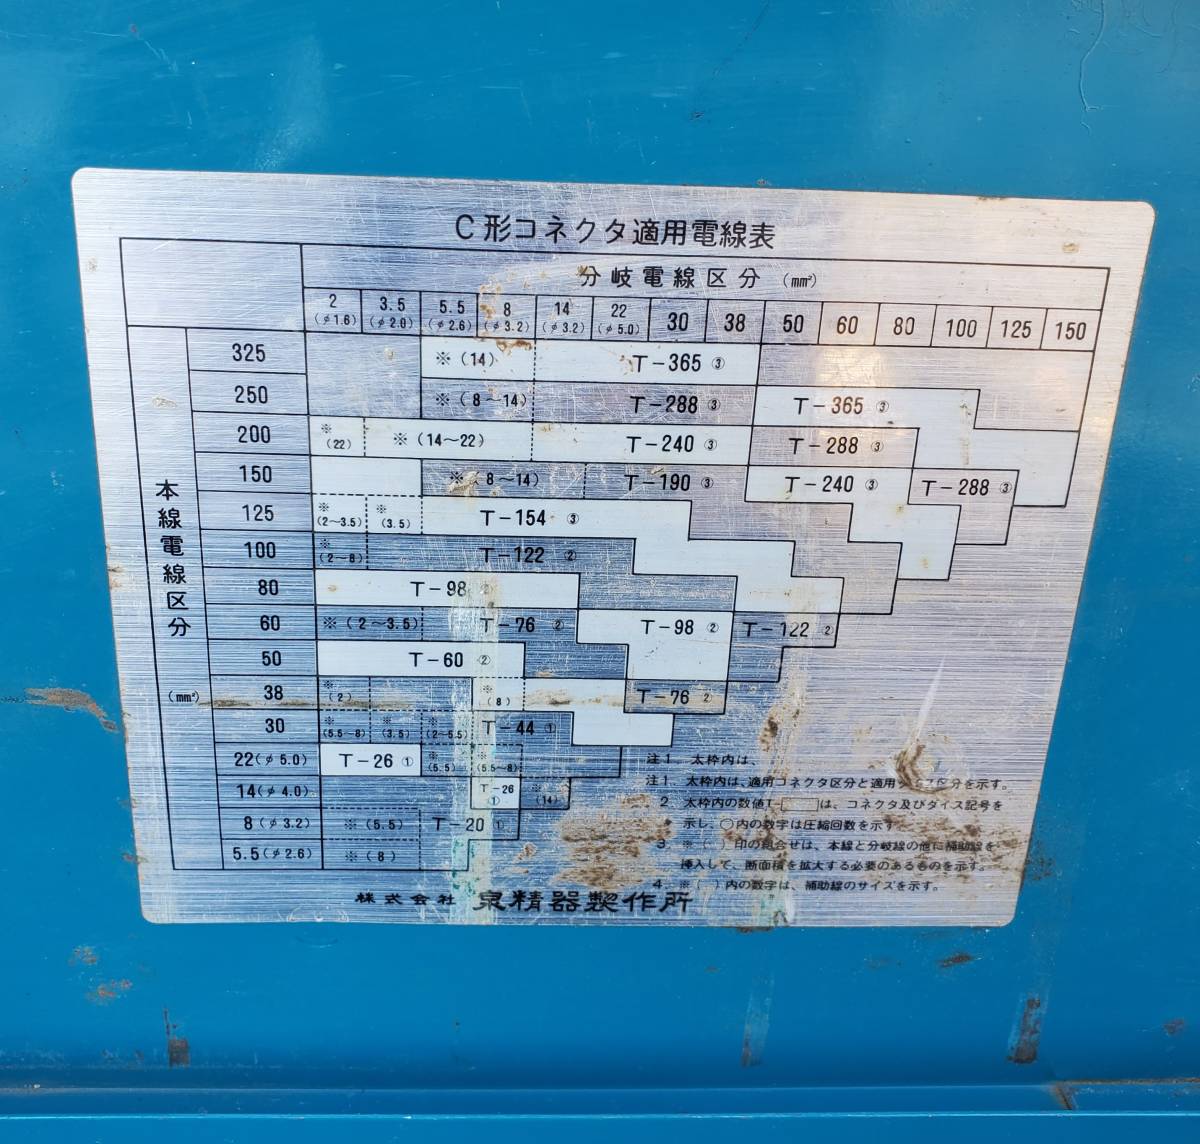 C形コネクタ適用電線表
分岐電線区分 (㎟)
2 3.5 5.5 8 14 22 30 38 50 60 80 100 125 150
(φ1.6) (φ2.0) (φ2.6) (φ3.2) (φ3.2) (φ5.0)
本線電線区分
(㎟)
325 ※(14) T-365 ③
250 ※(8~14) T-288 ③ T-365 ③
200 ※(22) ※(14~22) T-240 ③ T-288 ③
150 ※(8~14) T-190 ③ T-240 ③ T-288 ③
125 ※(2~3.5) ※(3.5) T-154 ③
100 ※(2~8) T-122 ②
80 T-98 ②
60 ※(2~3.5) T-76 ② T-98 ② T-122 ②
50 T-60 ②
38 ※(2) ※(8) T-76 ②
30 ※(5.5~8) ※(3.5) ※(2~5.5) T-44 ①
22(φ5.0) T-26 ① ※(5.5) ※(5.5~8)
14(φ4.0) T-26 ① ※(14)
8(φ3.2) ※(5.5) T-20 ①
5.5(φ2.6) ※(8)
注1. 太枠内は、
注1. 太枠内は、適用コネクタ区分と適用 区分を示す。
2 太枠内の数値T-□は、コネクタ及びダイス記号を
示し、○内の数字は圧縮回数を示す
3. ※( )印の組合せは、本線と分岐線の他に補助線を
挿入して、断面積を拡大する必要のあるものを示す。
4. ※( )内の数字は、補助線のサイズを示す。
株式会社 泉精器製作所